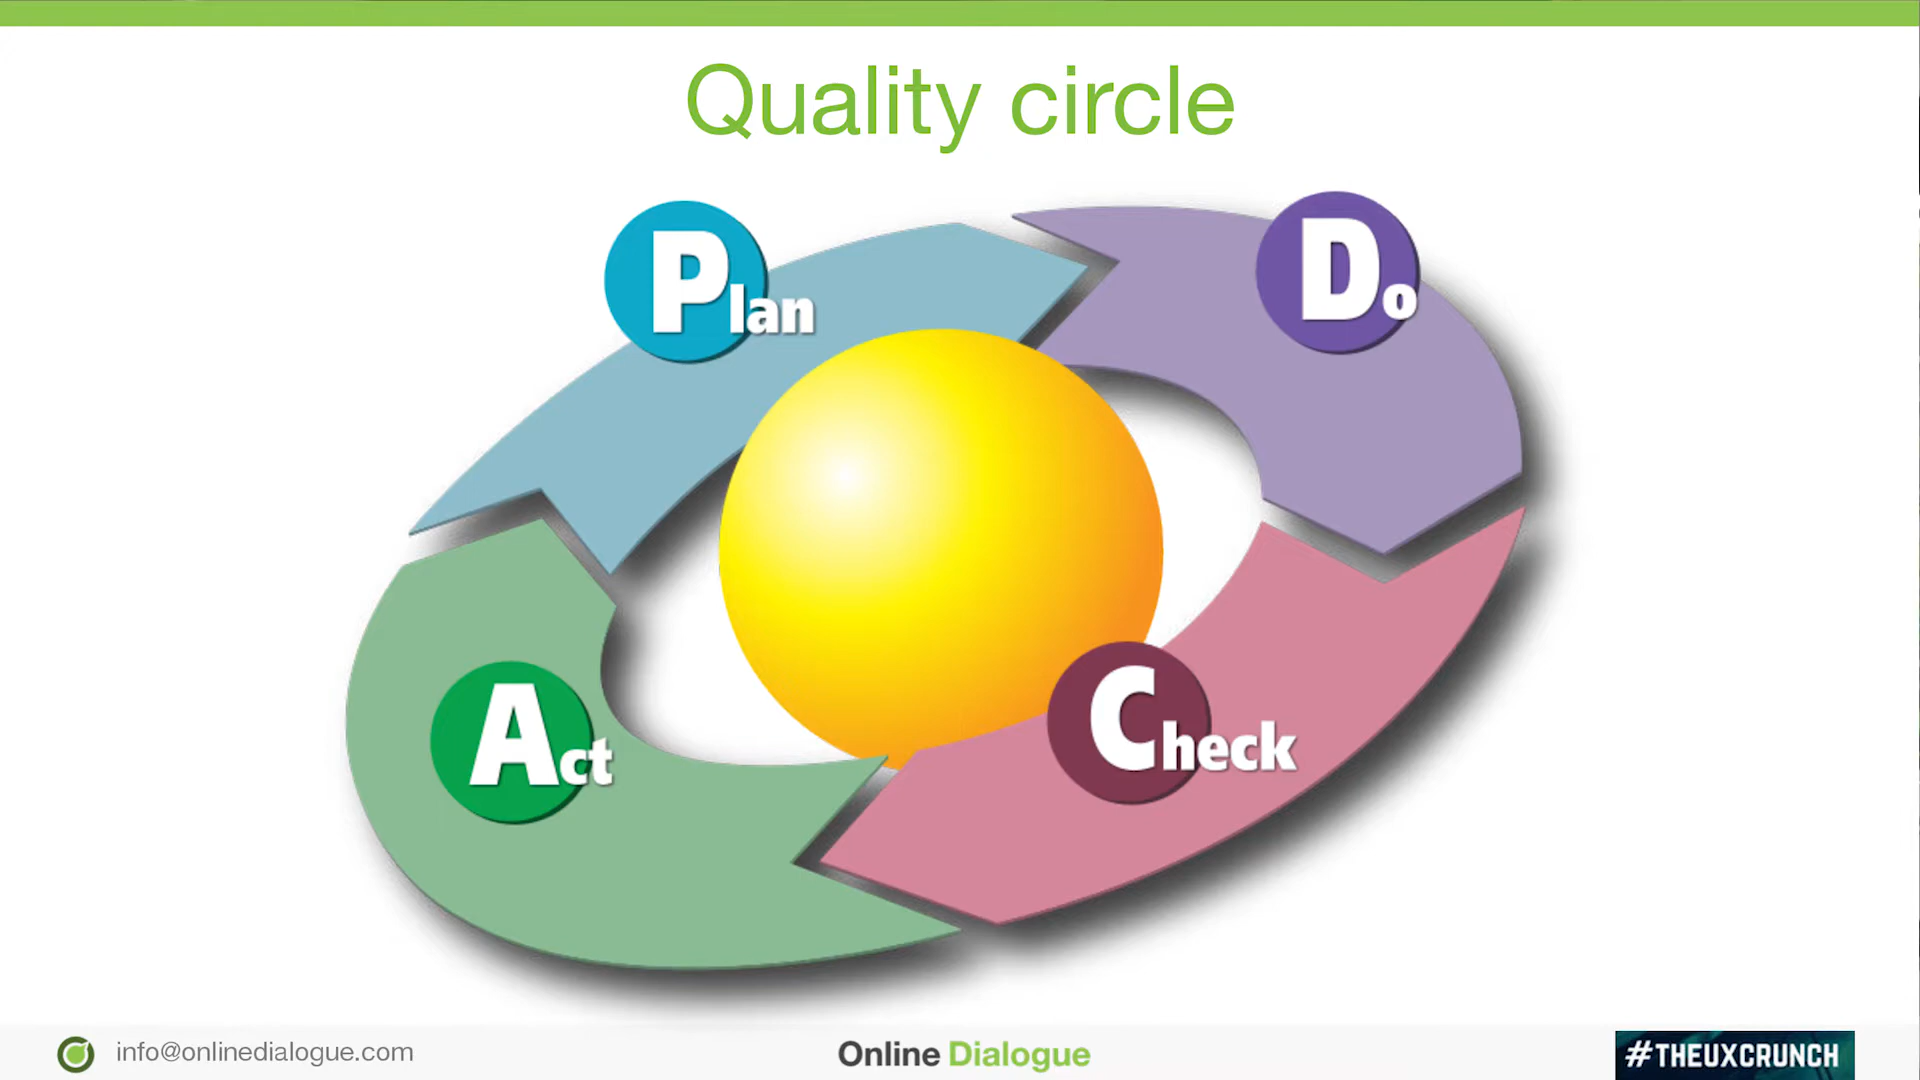 Quality circle
Plan
Do
Act
Check
info@onlinedialogue.com
Online Dialogue
#THEUXCRUNCH